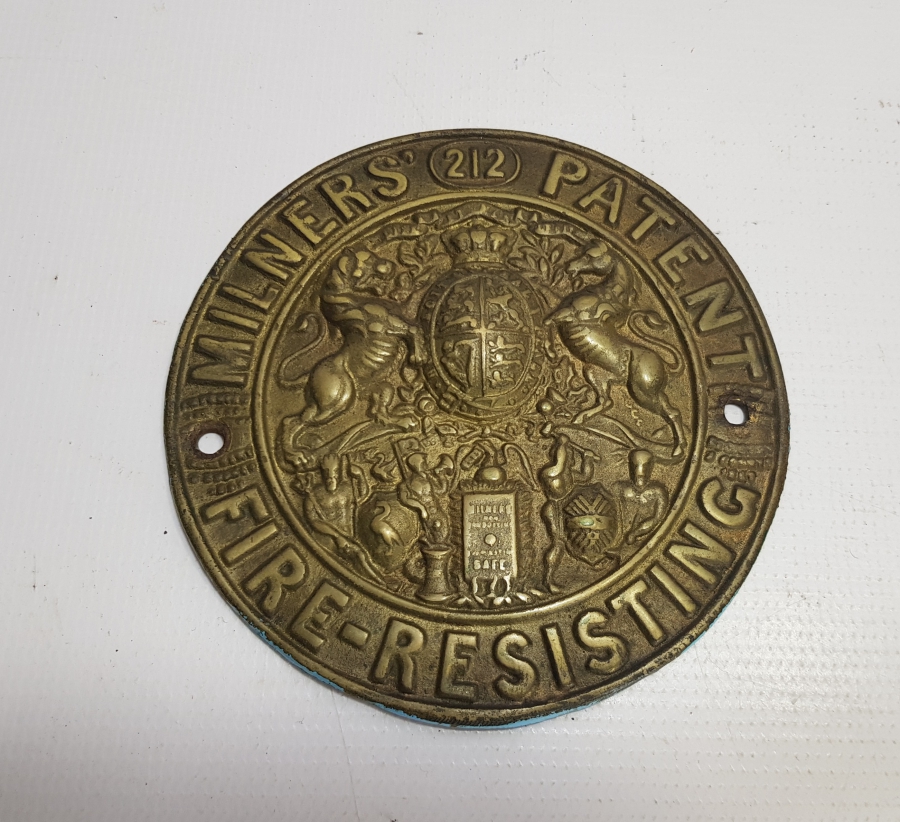 MILNERS' 212 PATENT
FIRE-RESISTING